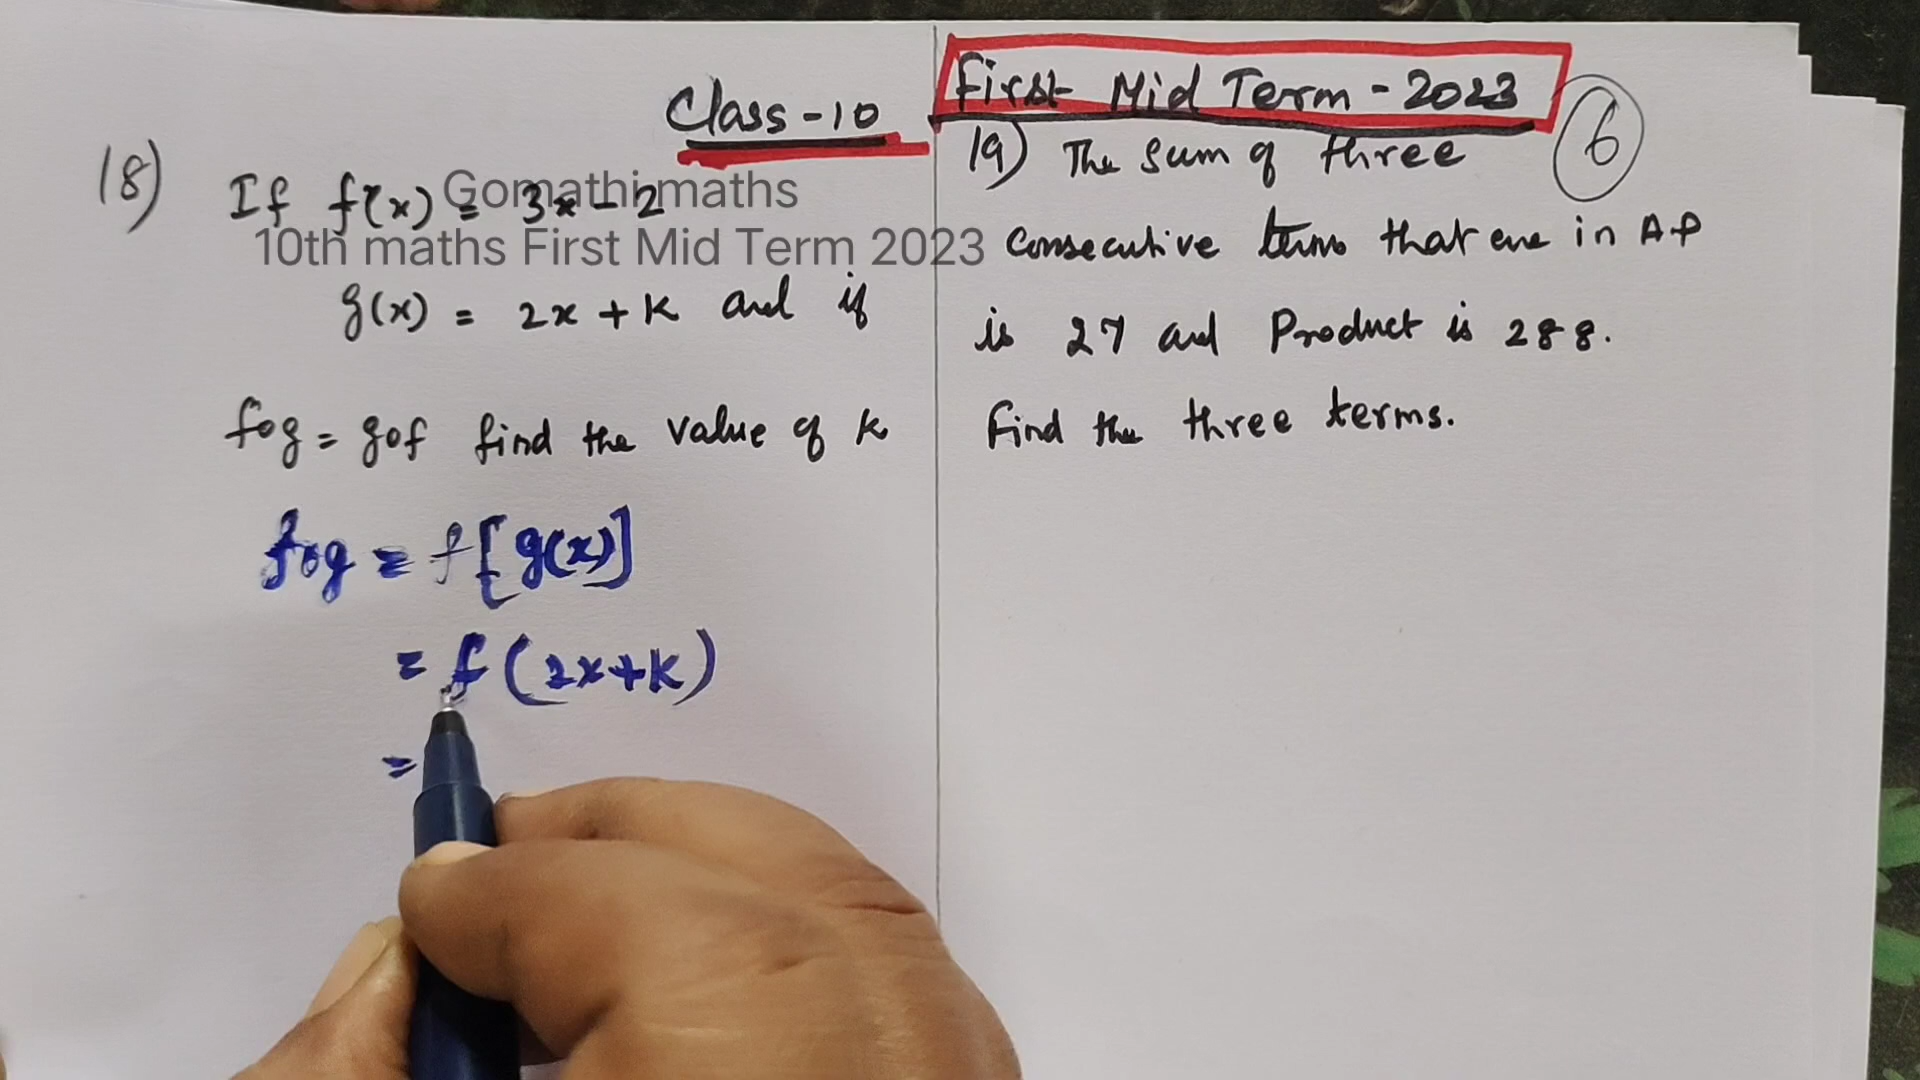 Class-10
18) If f(x) = 3x-2
g(x) = 2x+k and if
fog = gof find the value of k
fog = f[g(x)]
= f(2x+k)
=
Gomathi maths
10th maths First Mid Term 2023
First Mid Term - 2023
6
19) The sum of three
consecutive terms that are in A.P
is 27 and Product is 288.
Find the three terms.